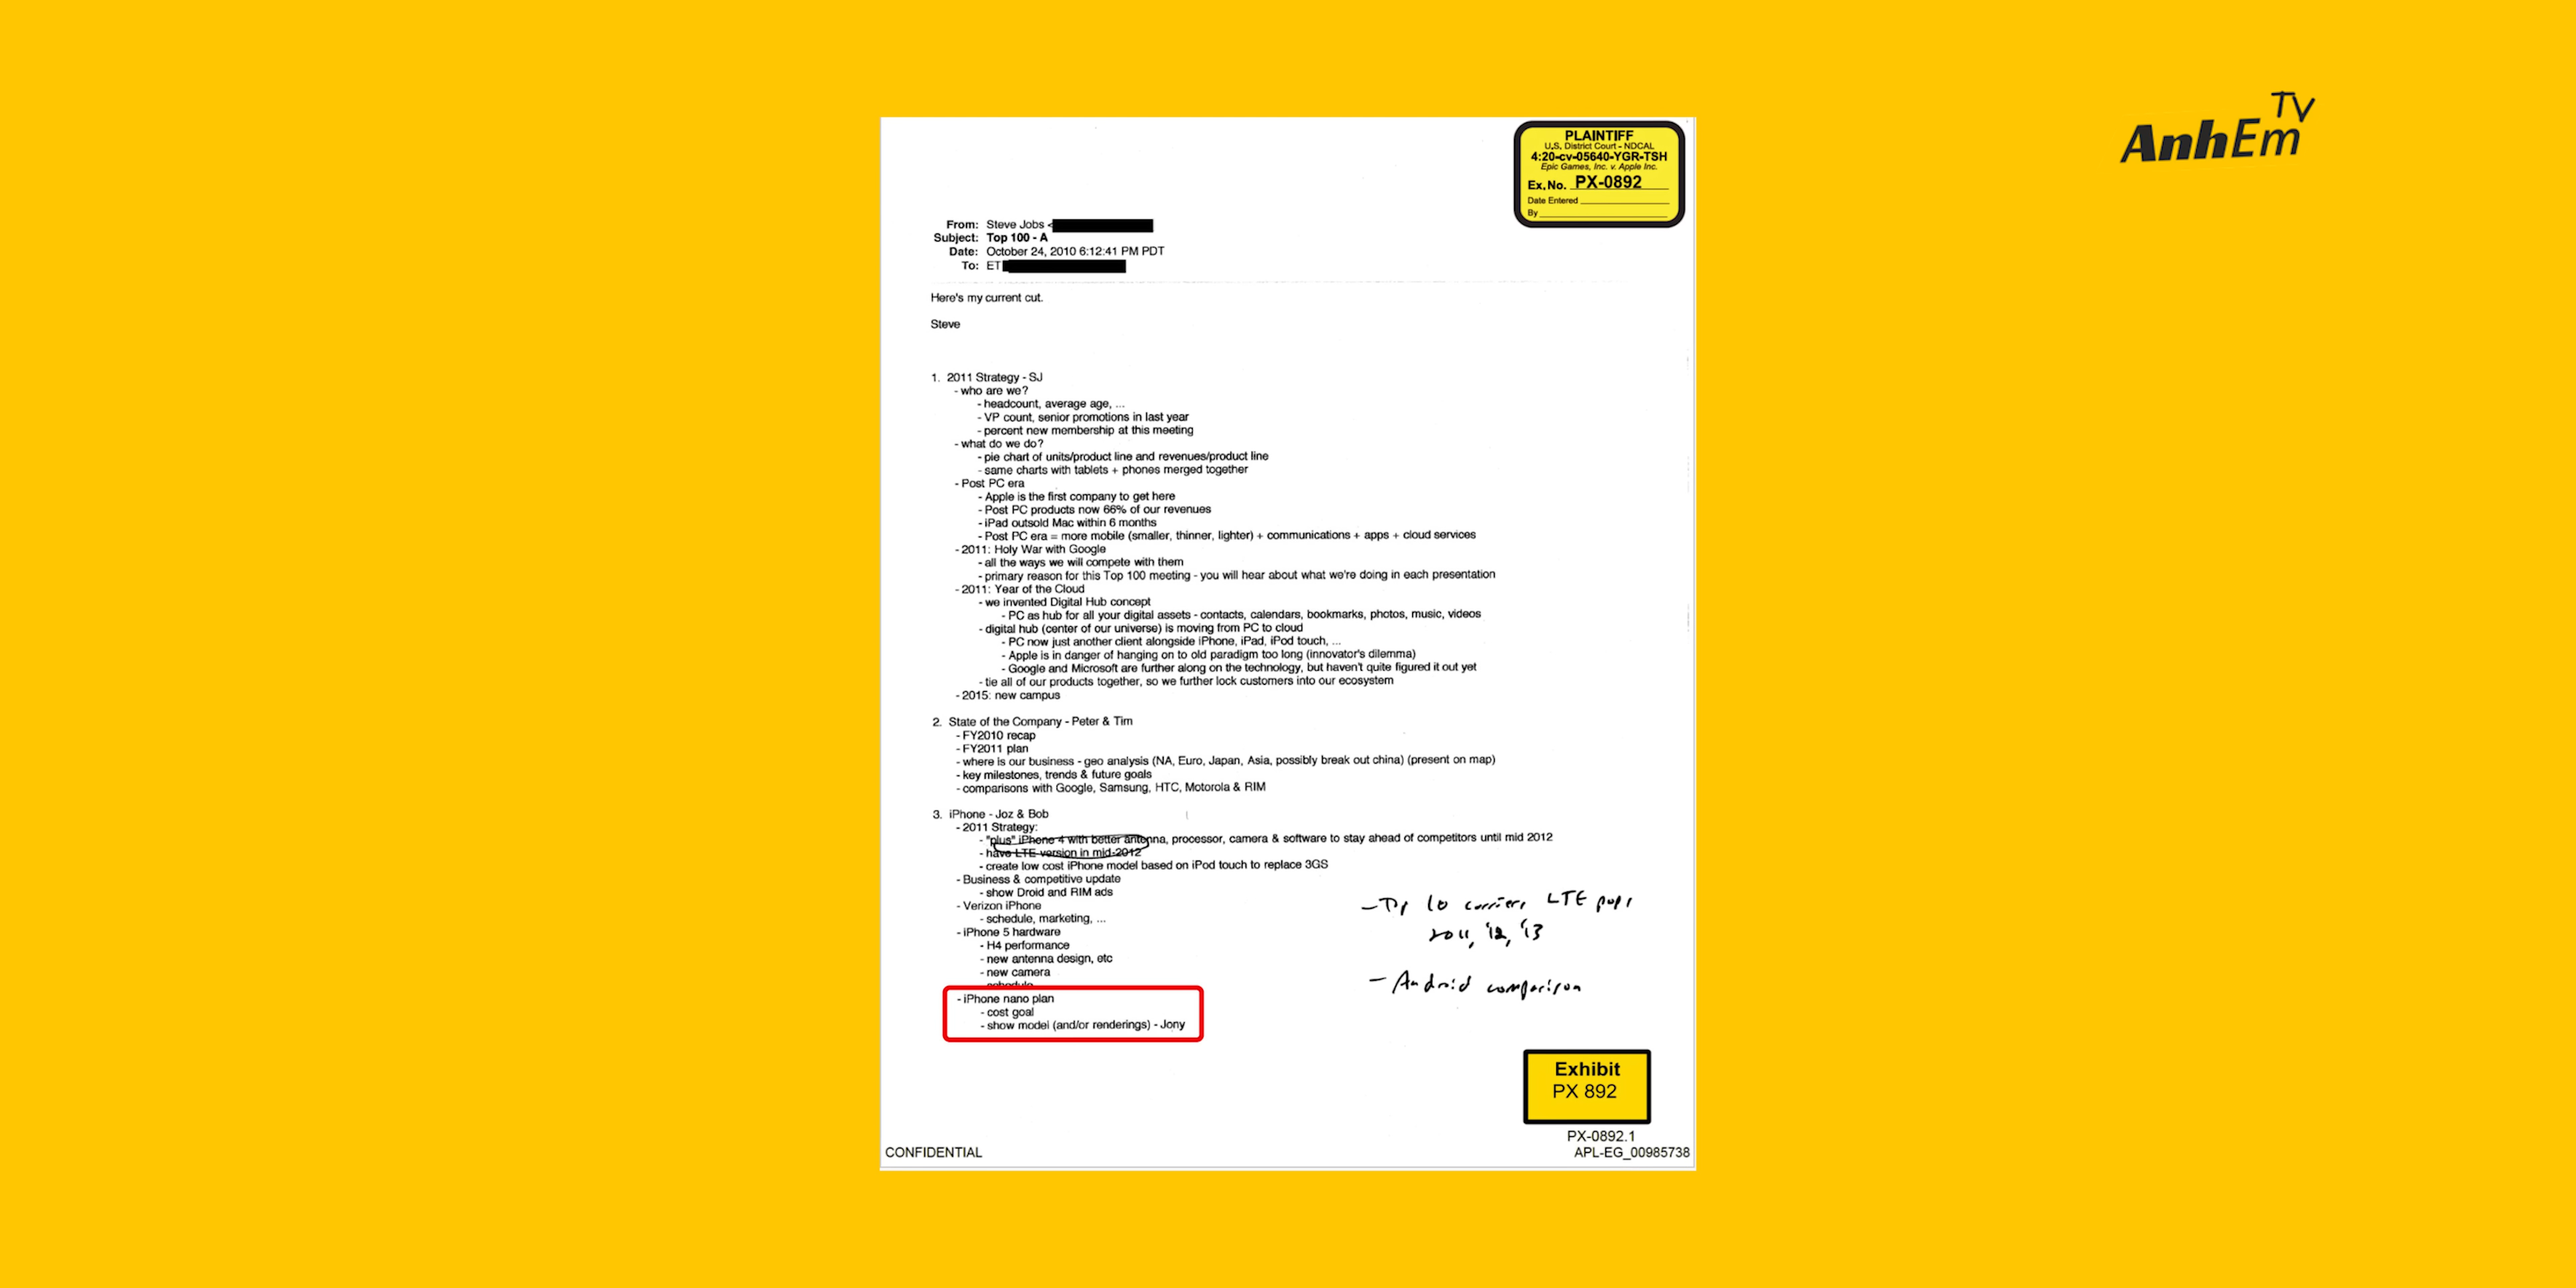 AnhEm TV
PLAINTIFF
U.S. District Court - NDCAL
4:20-cv-05640-YGR-TSH
Epic Games, Inc. v. Apple Inc.
Ex. No. PX-0892
Date Entered
By
From: Steve Jobs <
Subject: Top 100 - A
Date: October 24, 2010 6:12:41 PM PDT
To: ET
Here's my current cut.
Steve
1. 2011 Strategy - SJ
- who are we?
- headcount, average age, ...
- VP count, senior promotions in last year
- percent new membership at this meeting
- what do we do?
- pie chart of units/product line and revenues/product line
- same charts with tablets + phones merged together
- Post PC era
- Apple is the first company to get here
- Post PC products now 66% of our revenues
- iPad outsold Mac within 6 months
- Post PC era = more mobile (smaller, thinner, lighter) + communications + apps + cloud services
- 2011: Holy War with Google
- all the ways we will compete with them
- primary reason for this Top 100 meeting - you will hear about what we're doing in each presentation
- 2011: Year of the Cloud
- we invented Digital Hub concept
- PC as hub for all your digital assets - contacts, calendars, bookmarks, photos, music, videos
- digital hub (center of our universe) is moving from PC to cloud
- PC now just another client alongside iPhone, iPad, iPod touch, ...
- Apple is in danger of hanging on to old paradigm too long (innovator's dilemma)
- Google and Microsoft are further along on the technology, but haven't quite figured it out yet
- tie all of our products together, so we further lock customers into our ecosystem
- 2015: new campus
2. State of the Company - Peter & Tim
- FY2010 recap
- FY2011 plan
- where is our business - geo analysis (NA, Euro, Japan, Asia, possibly break out china) (present on map)
- key milestones, trends & future goals
- comparisons with Google, Samsung, HTC, Motorola & RIM
3. iPhone - Joz & Bob
- 2011 Strategy:
- "plus" iPhone 4 with better antenna, processor, camera & software to stay ahead of competitors until mid 2012
- have LTE version in mid-2012
- create low cost iPhone model based on iPod touch to replace 3GS
- Business & competitive update
- show Droid and RIM ads
- Verizon iPhone
- schedule, marketing, ...
- iPhone 5 hardware
- H4 performance
- new antenna design, etc
- new camera
- schedule
- iPhone nano plan
- cost goal
- show model (and/or renderings) - Jony
- Top 10 carriers LTE pops
2011, '12, '13
- Android comparison
Exhibit
PX 892
PX-0892.1
CONFIDENTIAL
APL-EG_00985738